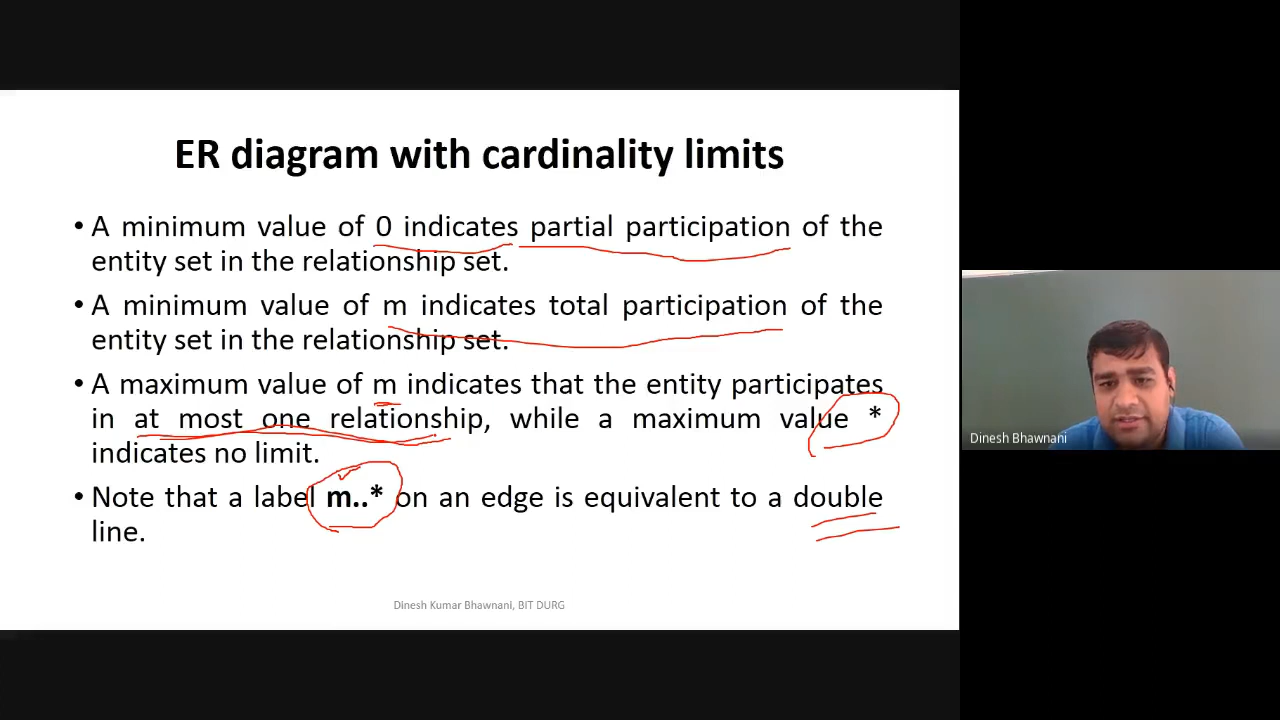 ER diagram with cardinality limits
• A minimum value of 0 indicates partial participation of the
entity set in the relationship set.
• A minimum value of m indicates total participation of the
entity set in the relationship set.
• A maximum value of m indicates that the entity participates
in at most one relationship, while a maximum value *
indicates no limit.
• Note that a label m..* on an edge is equivalent to a double
line.
Dinesh Kumar Bhawnani, BIT DURG
Dinesh Bhawnani